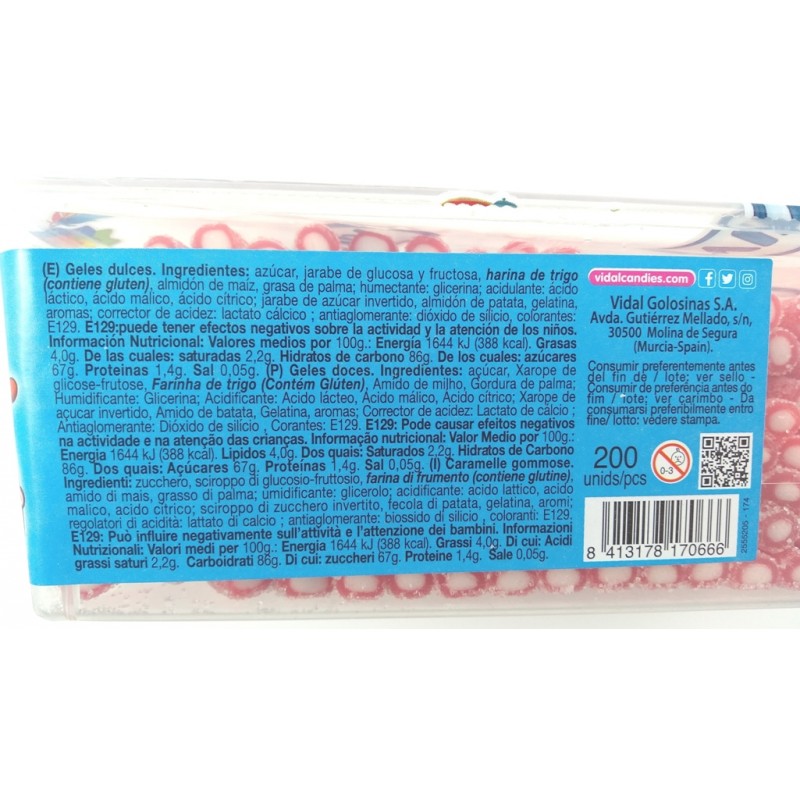 (E) Geles dulces. Ingredientes: azúcar, jarabe de glucosa y fructosa, harina de trigo
(contiene gluten), almidón de maíz, grasa de palma; humectante: glicerina; acidulante: ácido
láctico, ácido málico, ácido cítrico; jarabe de azúcar invertido, almidón de patata, gelatina,
aromas; corrector de acidez: lactato cálcico ; antiaglomerante: dióxido de silicio, colorantes:
E129. E129:puede tener efectos negativos sobre la actividad y la atención de los niños.
Información Nutricional: Valores medios por 100g.: Energía 1644 kJ (388 kcal). Grasas
4,0g. De las cuales: saturadas 2,2g. Hidratos de carbono 86g. De los cuales: azúcares
67g. Proteinas 1,4g. Sal 0,05g. (P) Geles doces. Ingredientes: açúcar, Xarope de
glicose-frutose, Farinha de trigo (Contém Glúten), Amido de milho, Gordura de palma;
Humidificante: Glicerina; Acidificante: Ácido lácteo, Ácido málico, Ácido cítrico; Xarope de
açucar invertido, Amido de batata, Gelatina, aromas; Corrector de acidez: Lactato de cálcio ;
Antiaglomerante: Dióxido de silicio , Corantes: E129. E129: Pode causar efeitos negativos
na actividade e na atenção das crianças. Informação nutricional: Valor Medio por 100g.:
Energia 1644 kJ (388 kcal). Lipidos 4,0g. Dos quais: Saturados 2,2g. Hidratos de Carbono
86g. Dos quais: Açúcares 67g. Proteínas 1,4g. Sal 0,05g. (I) Caramelle gommose.
Ingredienti: zucchero, sciroppo di glucosio-fruttosio, farina di frumento (contiene glutine),
amido di mais, grasso di palma; umidificante: glicerolo; acidificante: acido lattico, acido
malico, acido citrico; sciroppo di zucchero invertito, fecola di patata, gelatina, aromi;
regolatori di acidità: lattato di calcio ; antiaglomerante: biossido di silicio , coloranti: E129.
E129: Può influire negativamente sull'attività e l'attenzione dei bambini. Informazioni
Nutrizionali: Valori medi per 100g.: Energia 1644 kJ (388 kcal). Grassi 4,0g. Di cui: Acidi
grassi saturi 2,2g. Carboidrati 86g. Di cui: zuccheri 67g. Proteine 1,4g. Sale 0,05g.
vidalcandies.com
Vidal Golosinas S.A.
Avda. Gutiérrez Mellado, s/n,
30500 Molina de Segura
(Murcia-Spain).
Consumir preferentemente antes
del fin de / lote: ver sello -
Consumir de preferência antes do
fim / lote; ver carimbo - Da
consumarsi preferibilmente entro
fine/ lotto: vedere stampa.
200
unids/pcs
0-3
8 413178 170666
2559205 - 174